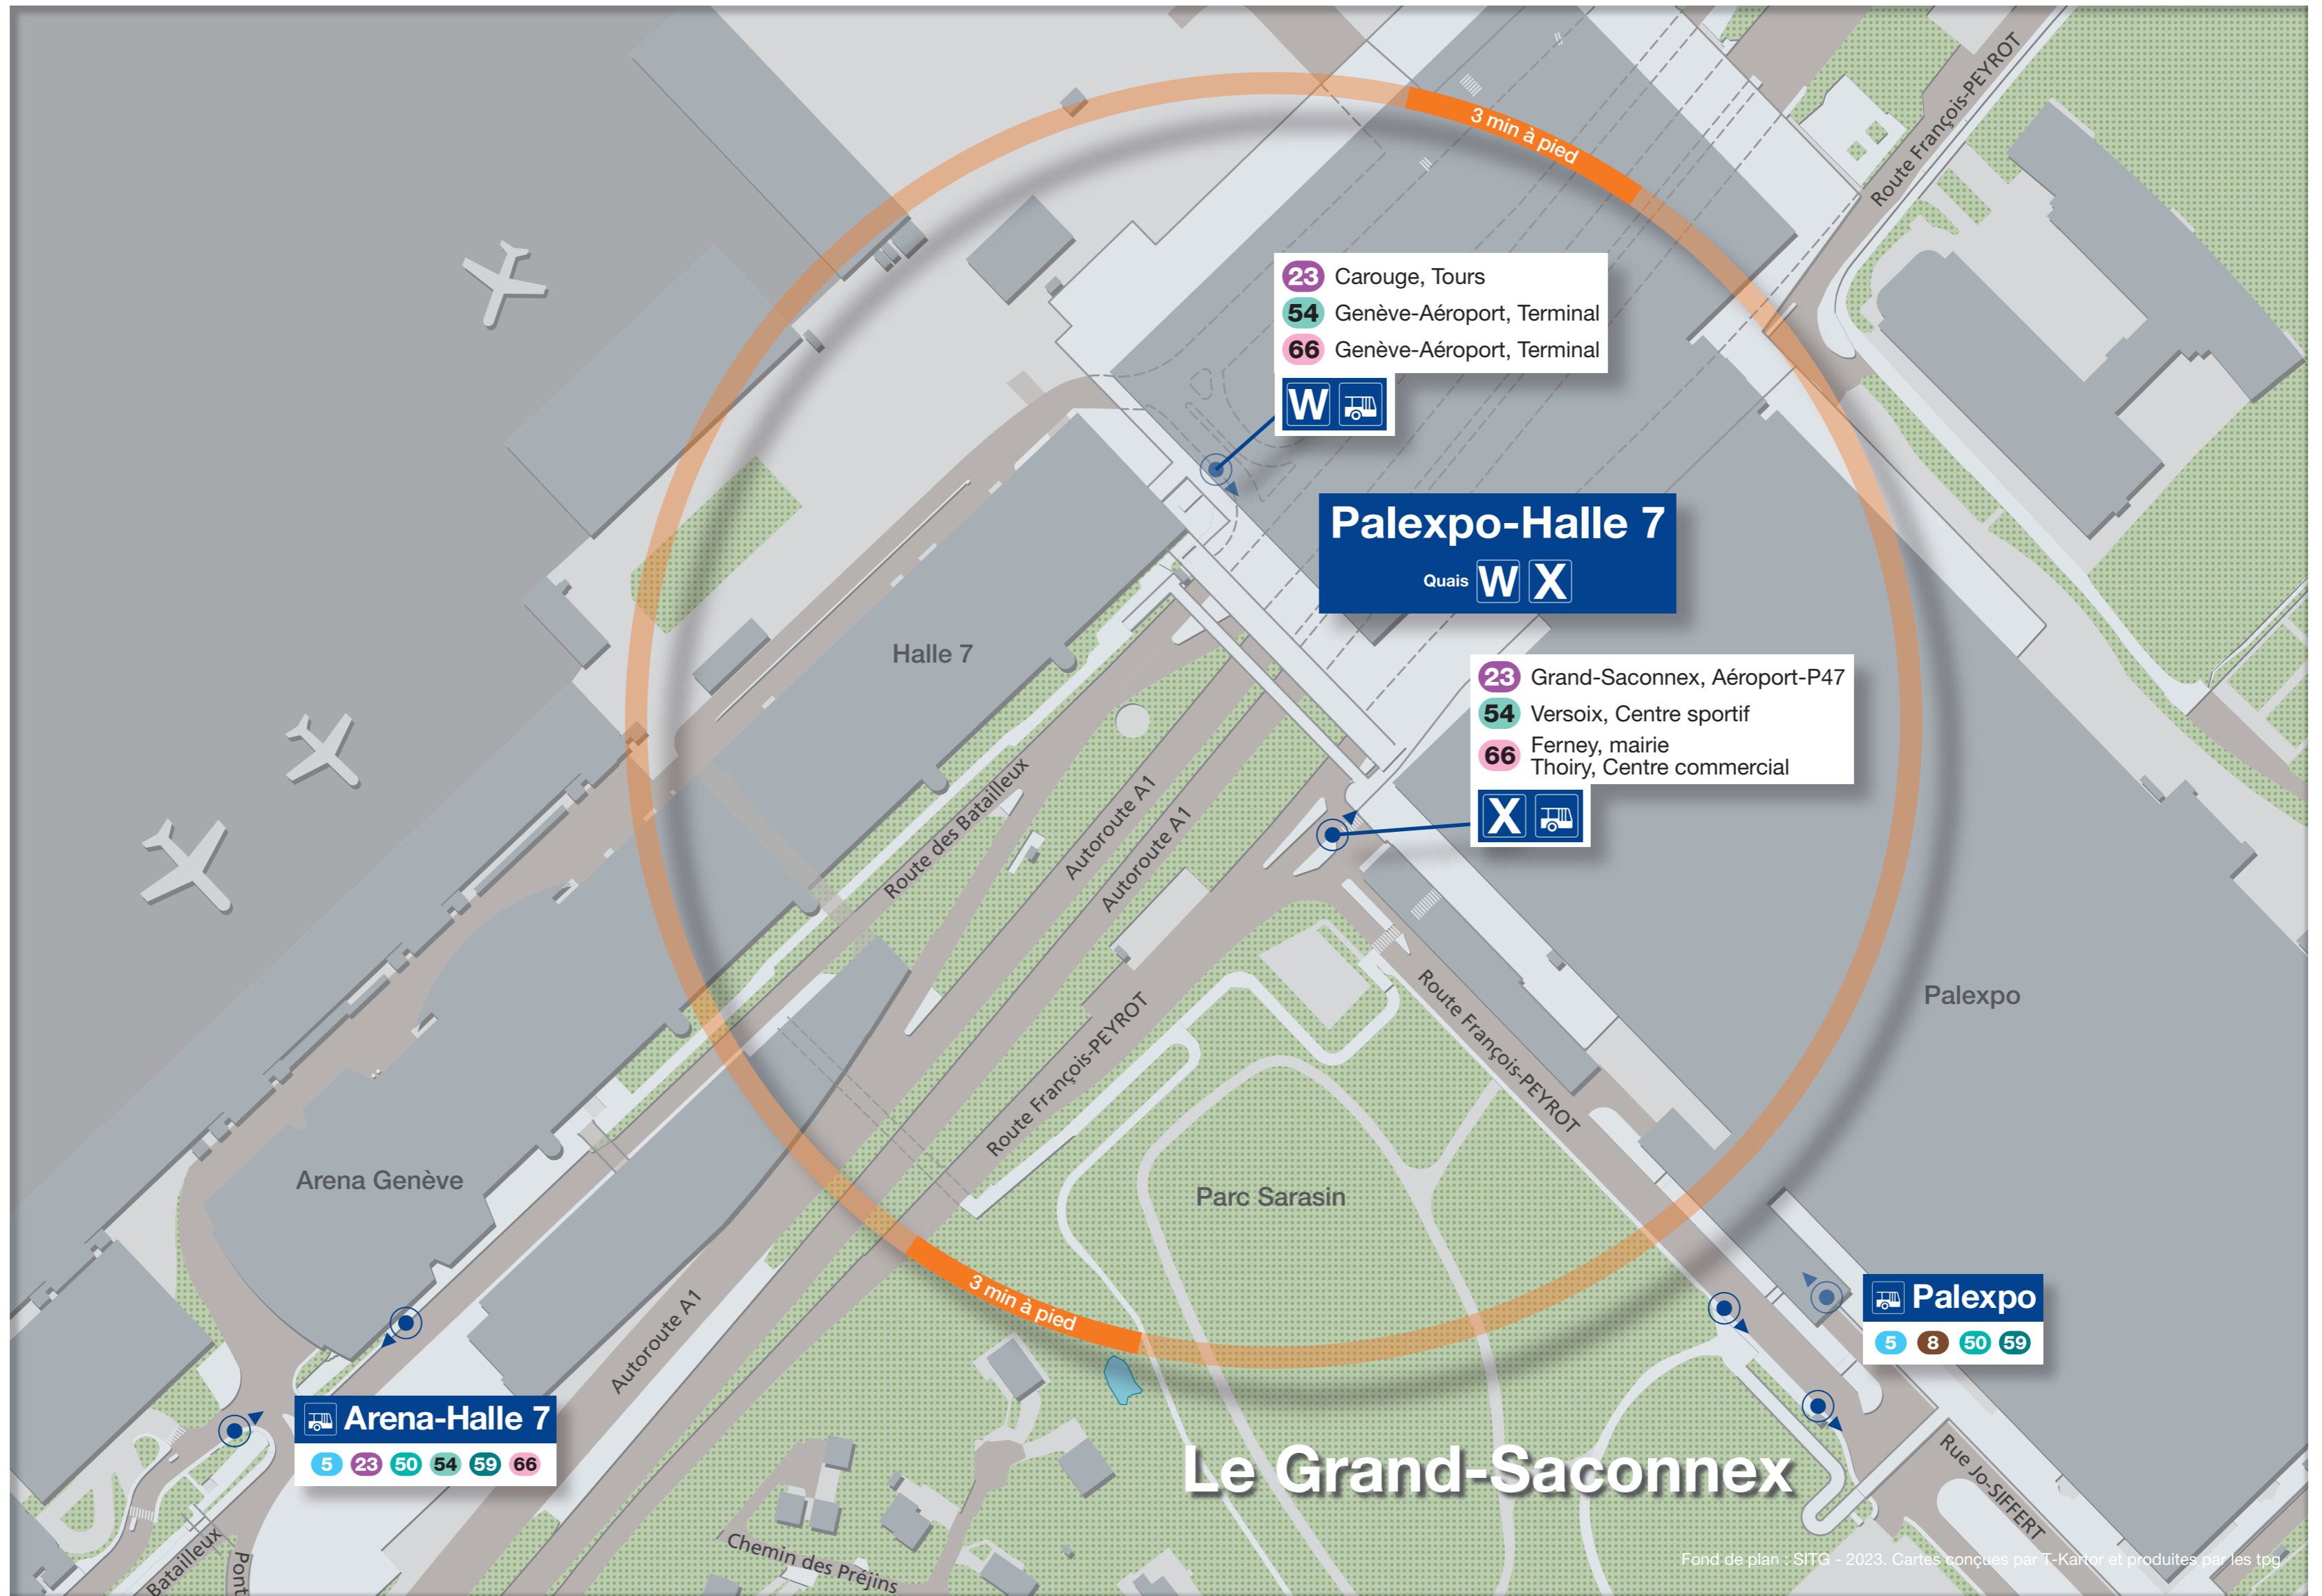 Route François-PEYROT
3 min à pied
23 Carouge, Tours
54 Genève-Aéroport, Terminal
66 Genève-Aéroport, Terminal
W
Palexpo-Halle 7
Quais W X
Halle 7
23 Grand-Saconnex, Aéroport-P47
54 Versoix, Centre sportif
66 Ferney, mairie
Thoiry, Centre commercial
X
Route des Batailleux
Autoroute A1
Autoroute A1
Route François-PEYROT
Route François-PEYROT
Palexpo
Arena Genève
Parc Sarasin
3 min à pied
Autoroute A1
Palexpo
5 8 50 59
Arena-Halle 7
5 23 50 54 59 66
Le Grand-Saconnex
Rue Jo-SIFFERT
Chemin des Préjins
Batailleux
Pont
Fond de plan : SITG - 2023. Cartes conçues par T-Kartor et produites par les tpg